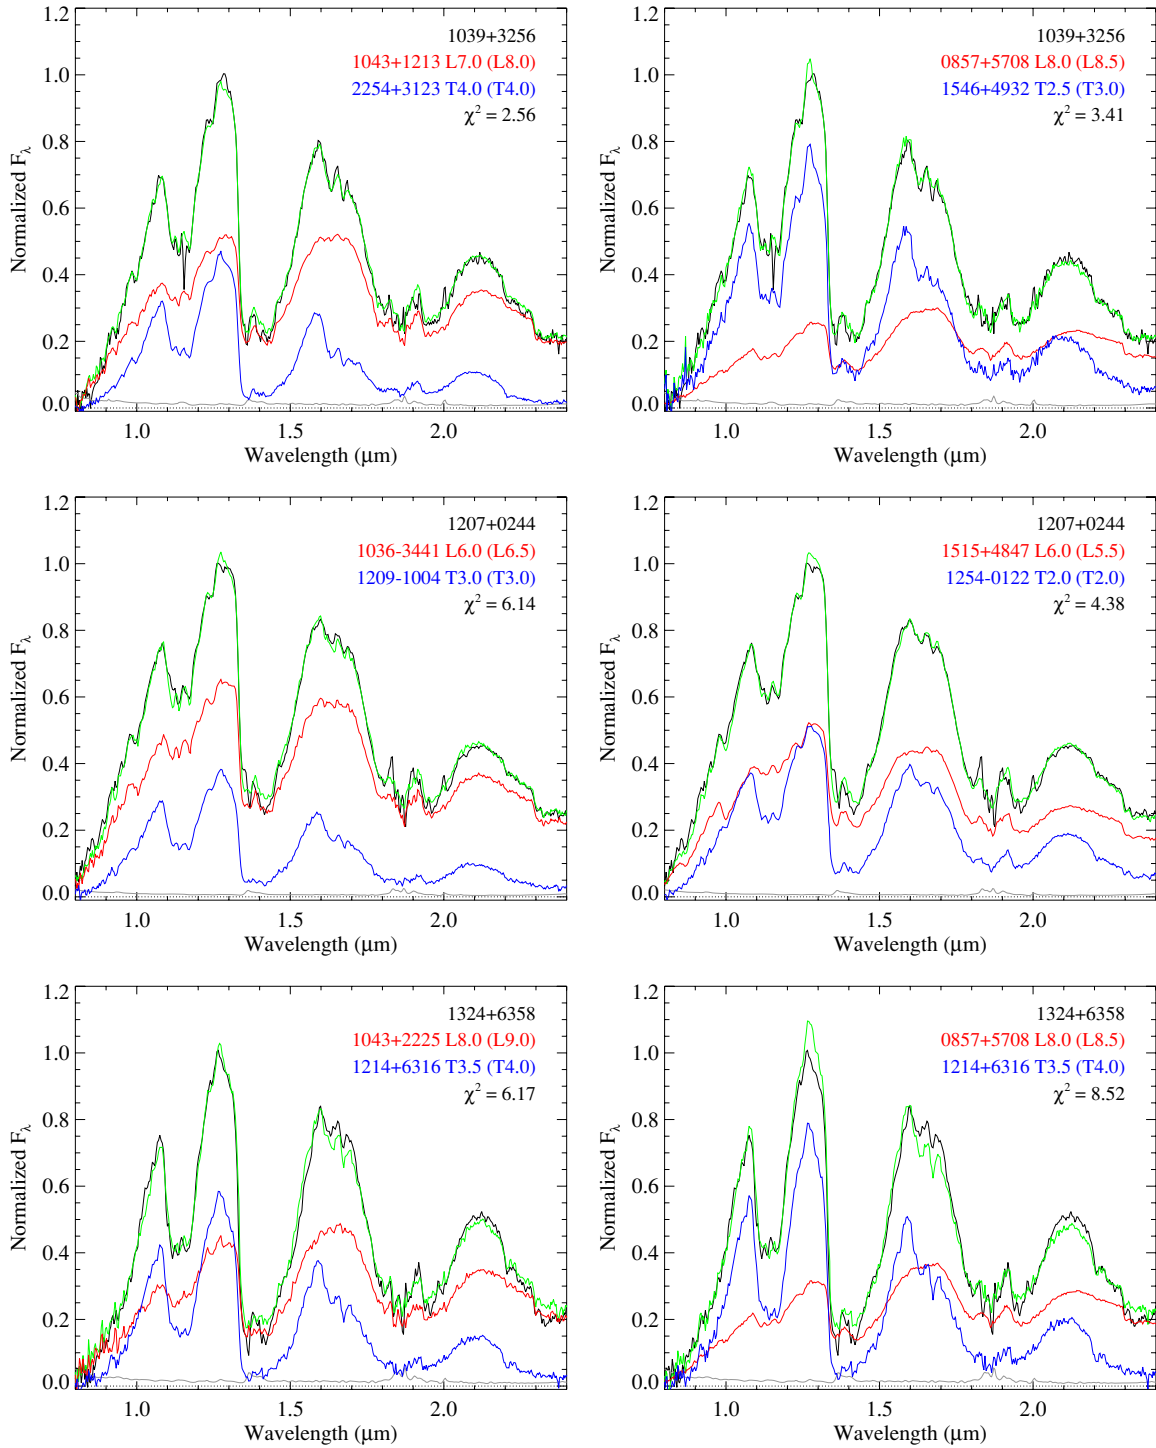 1.2
1.0
0.8
0.6
0.4
0.2
0.0
Normalized Fλ
1039+3256
1043+1213 L7.0 (L8.0)
2254+3123 T4.0 (T4.0)
χ² = 2.56
1.0 1.5 2.0
Wavelength (μm)
1.2
1.0
0.8
0.6
0.4
0.2
0.0
Normalized Fλ
1039+3256
0857+5708 L8.0 (L8.5)
1546+4932 T2.5 (T3.0)
χ² = 3.41
1.0 1.5 2.0
Wavelength (μm)
1.2
1.0
0.8
0.6
0.4
0.2
0.0
Normalized Fλ
1207+0244
1036-3441 L6.0 (L6.5)
1209-1004 T3.0 (T3.0)
χ² = 6.14
1.0 1.5 2.0
Wavelength (μm)
1.2
1.0
0.8
0.6
0.4
0.2
0.0
Normalized Fλ
1207+0244
1515+4847 L6.0 (L5.5)
1254-0122 T2.0 (T2.0)
χ² = 4.38
1.0 1.5 2.0
Wavelength (μm)
1.2
1.0
0.8
0.6
0.4
0.2
0.0
Normalized Fλ
1324+6358
1043+2225 L8.0 (L9.0)
1214+6316 T3.5 (T4.0)
χ² = 6.17
1.0 1.5 2.0
Wavelength (μm)
1.2
1.0
0.8
0.6
0.4
0.2
0.0
Normalized Fλ
1324+6358
0857+5708 L8.0 (L8.5)
1214+6316 T3.5 (T4.0)
χ² = 8.52
1.0 1.5 2.0
Wavelength (μm)